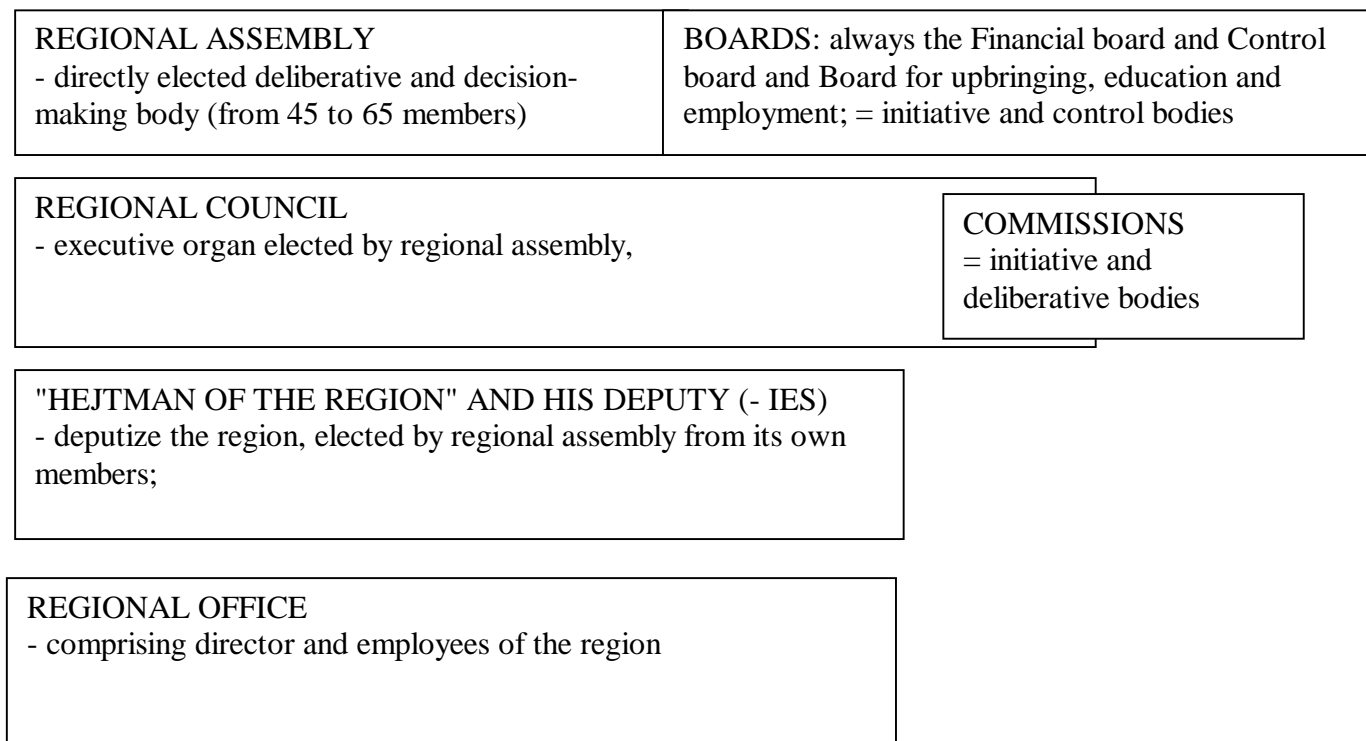 REGIONAL ASSEMBLY
- directly elected deliberative and decision-
making body (from 45 to 65 members)
BOARDS: always the Financial board and Control
board and Board for upbringing, education and
employment; = initiative and control bodies
REGIONAL COUNCIL
- executive organ elected by regional assembly,
COMMISSIONS
= initiative and
deliberative bodies
"HEJTMAN OF THE REGION" AND HIS DEPUTY (- IES)
- deputize the region, elected by regional assembly from its own
members;
REGIONAL OFFICE
- comprising director and employees of the region